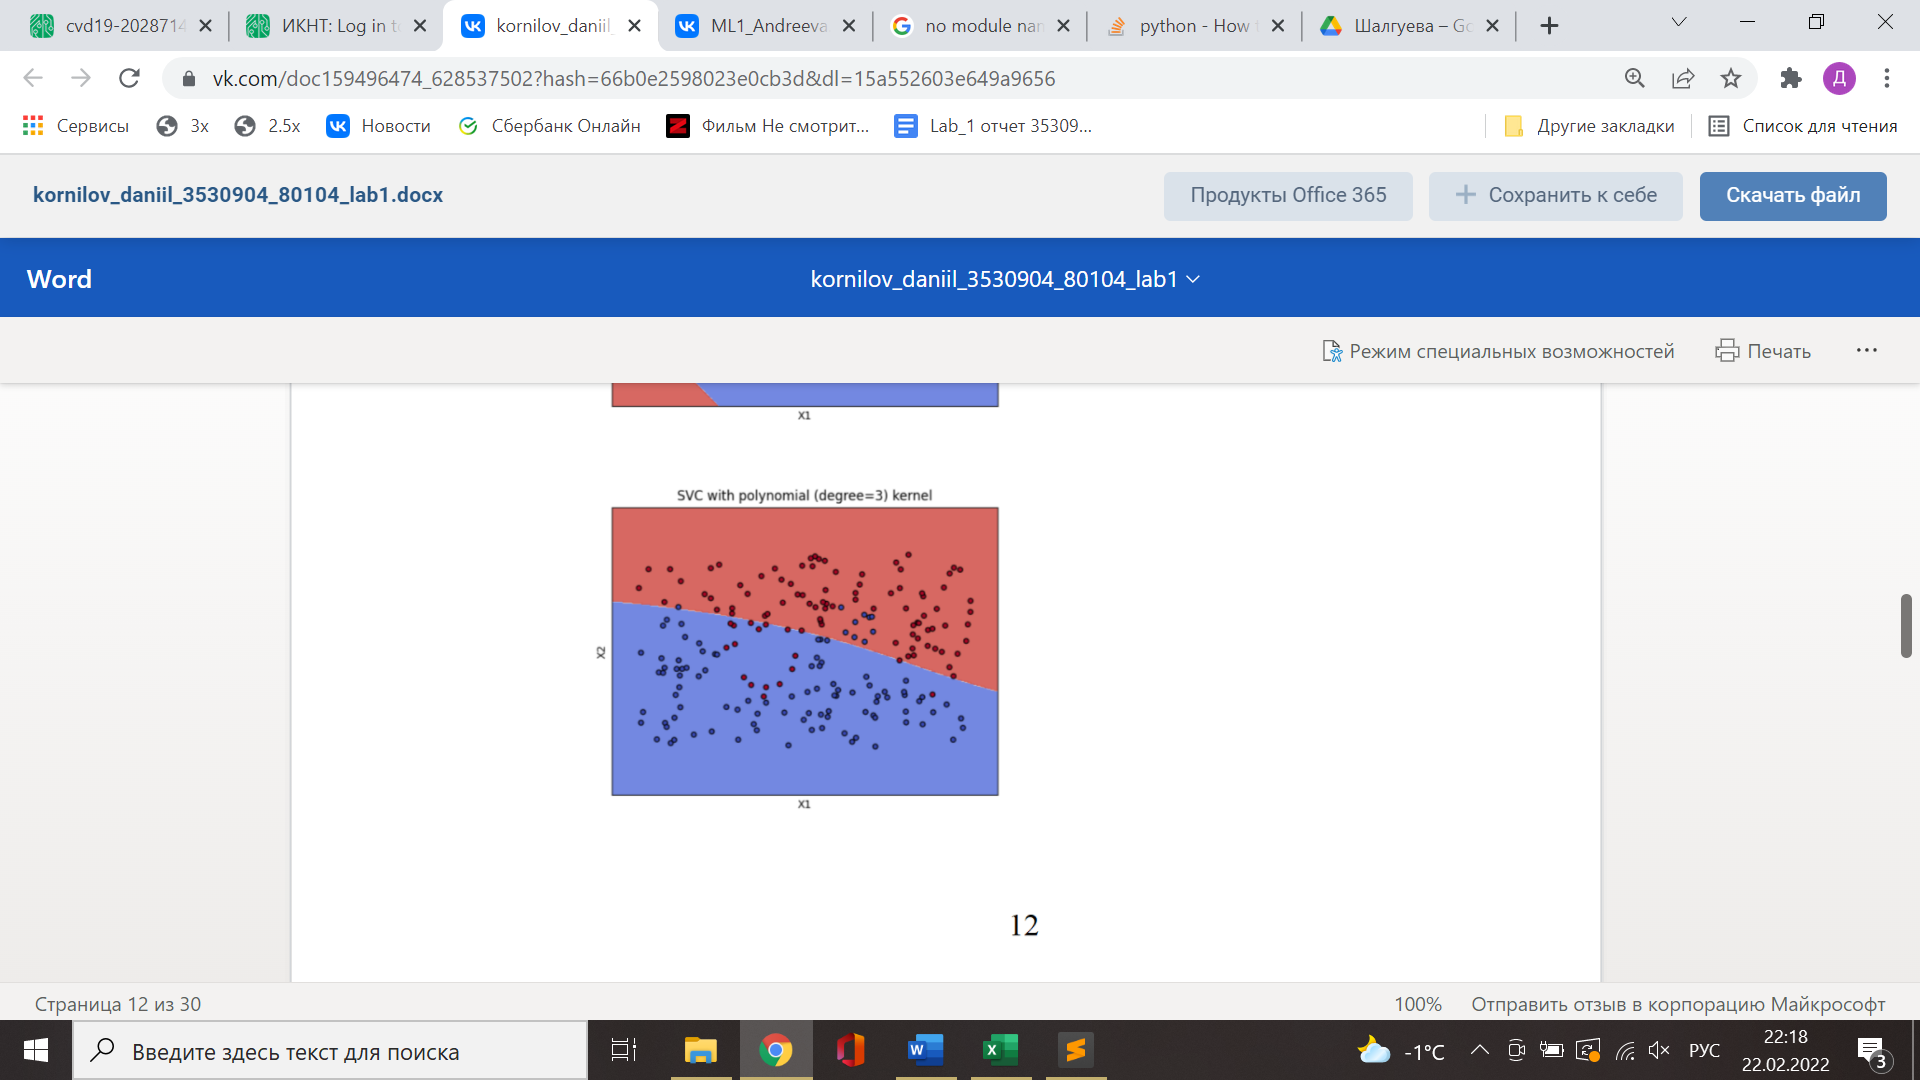 cvd19-2028714
ИКНТ: Log in to
kornilov_daniil_
ML1_Andreeva
no module nam
python - How t
Шалгуева – Go
vk.com/doc159496474_628537502?hash=66b0e2598023e0cb3d&dl=15a552603e649a9656
Д
Сервисы
3x
2.5x
Новости
Сбербанк Онлайн
Фильм Не смотрит...
Lab_1 отчет 35309...
Другие закладки
Список для чтения
kornilov_daniil_3530904_80104_lab1.docx
Продукты Office 365
Сохранить к себе
Скачать файл
Word
kornilov_daniil_3530904_80104_lab1
Режим специальных возможностей
Печать
X1
SVC with polynomial (degree=3) kernel
X2
X1
12
Страница 12 из 30
100%
Отправить отзыв в корпорацию Майкрософт
Введите здесь текст для поиска
-1°C
РУС
22:18
22.02.2022
3